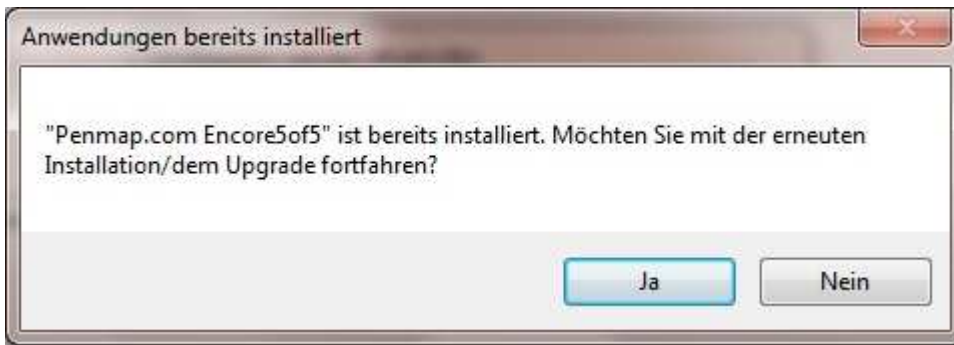 Anwendungen bereits installiert
"Penmap.com Encore5of5" ist bereits installiert. Möchten Sie mit der erneuten
Installation/dem Upgrade fortfahren?
Ja
Nein